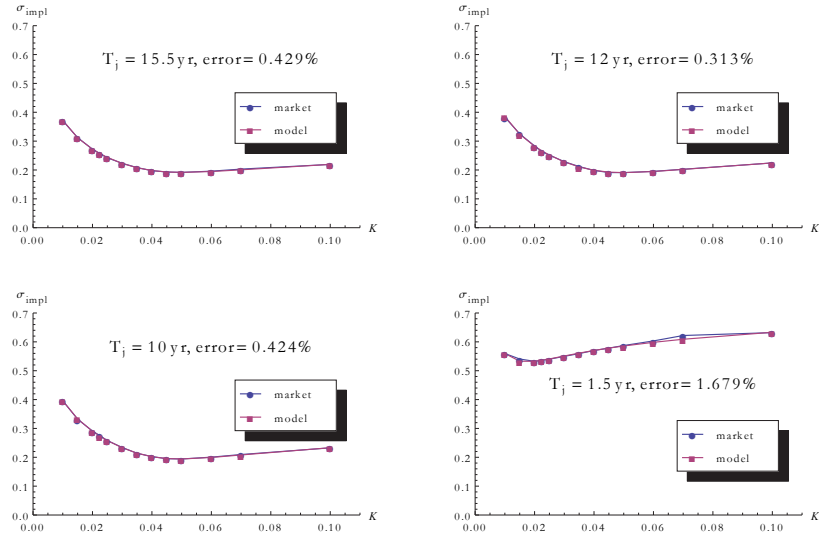 σimpl
0.7
0.6
0.5
0.4
0.3
0.2
0.1
0.0
0.00 0.02 0.04 0.06 0.08 0.10
K
Tj = 15.5 yr, error= 0.429%
market
model
σimpl
0.7
0.6
0.5
0.4
0.3
0.2
0.1
0.0
0.00 0.02 0.04 0.06 0.08 0.10
K
Tj = 12 yr, error= 0.313%
market
model
σimpl
0.7
0.6
0.5
0.4
0.3
0.2
0.1
0.0
0.00 0.02 0.04 0.06 0.08 0.10
K
Tj = 10 yr, error= 0.424%
market
model
σimpl
0.7
0.6
0.5
0.4
0.3
0.2
0.1
0.0
0.00 0.02 0.04 0.06 0.08 0.10
K
Tj = 1.5 yr, error= 1.679%
market
model